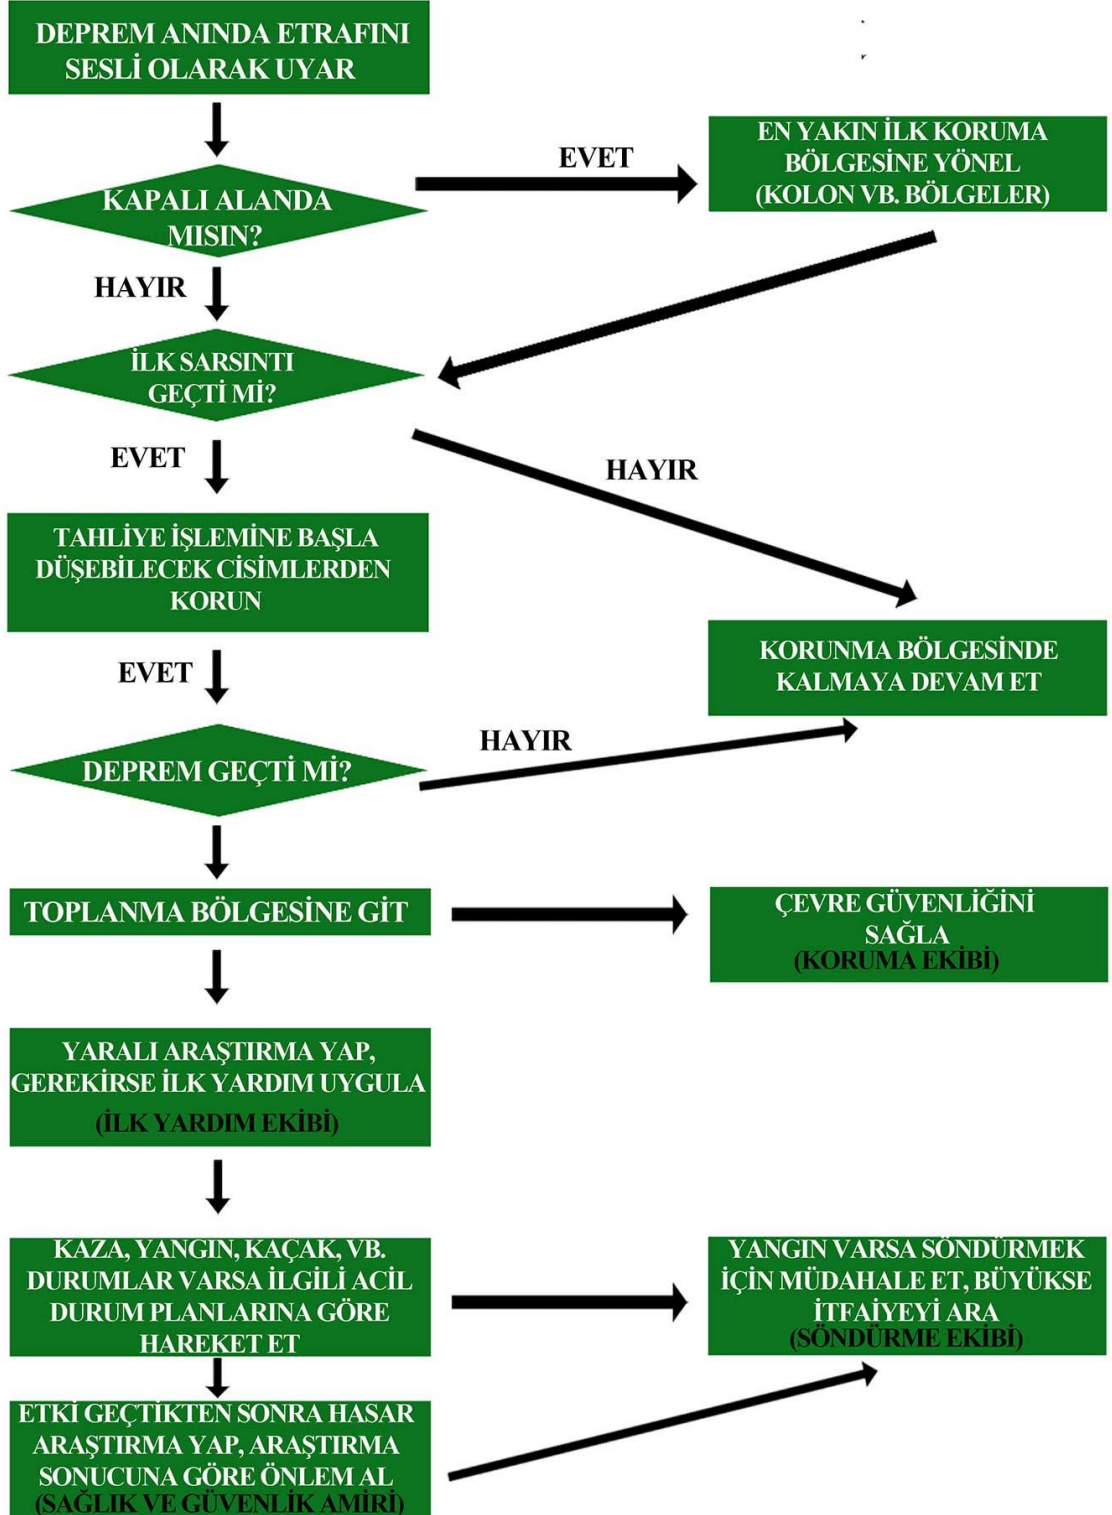 DEPREM ANINDA ETRAFINI
SESLİ OLARAK UYAR
KAPALI ALANDA
MISIN?
EVET
EN YAKIN İLK KORUMA
BÖLGESİNE YÖNEL
(KOLON VB. BÖLGELER)
HAYIR
İLK SARSINTI
GEÇTİ Mİ?
EVET
HAYIR
TAHLİYE İŞLEMİNE BAŞLA
DÜŞEBİLECEK CİSİMLERDEN
KORUN
KORUNMA BÖLGESİNDE
KALMAYA DEVAM ET
EVET
DEPREM GEÇTİ Mİ?
HAYIR
TOPLANMA BÖLGESİNE GİT
ÇEVRE GÜVENLİĞİNİ
SAĞLA
(KORUMA EKİBİ)
YARALI ARAŞTIRMA YAP,
GEREKİRSE İLK YARDIM UYGULA
(İLK YARDIM EKİBİ)
KAZA, YANGIN, KAÇAK, VB.
DURUMLAR VARSA İLGİLİ ACİL
DURUM PLANLARINA GÖRE
HAREKET ET
YANGIN VARSA SÖNDÜRMEK
İÇİN MÜDAHALE ET, BÜYÜKSE
İTFAİYEYİ ARA
(SÖNDÜRME EKİBİ)
ETKİ GEÇTİKTEN SONRA HASAR
ARAŞTIRMA YAP, ARAŞTIRMA
SONUCUNA GÖRE ÖNLEM AL
(SAĞLIK VE GÜVENLİK AMİRİ)